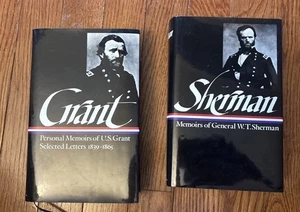 Grant
Personal Memoirs of U.S. Grant
Selected Letters 1839-1865
Sherman
Memoirs of General W.T. Sherman